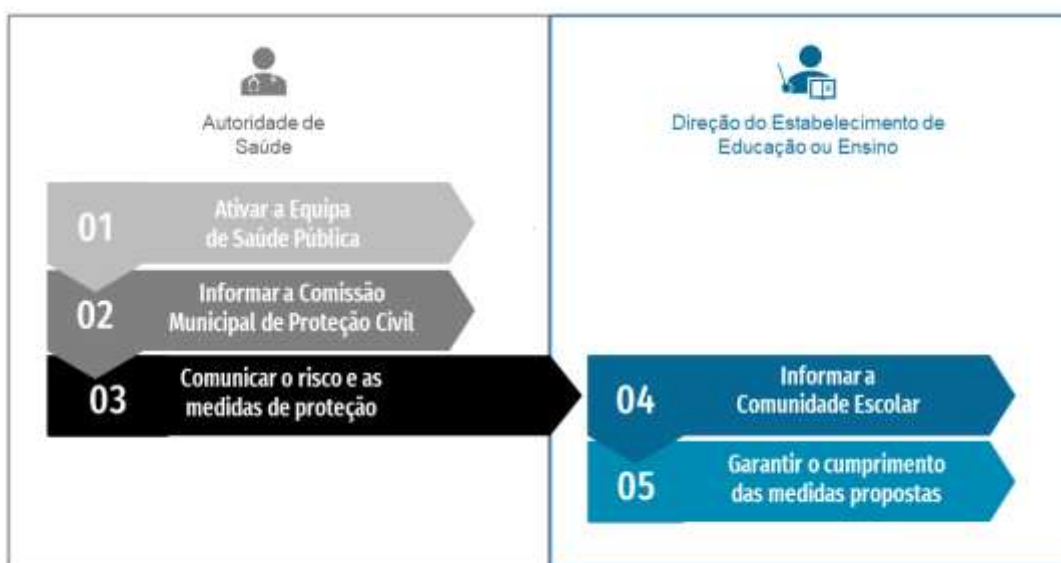 Autoridade de
Saúde
Direção do Estabelecimento de
Educação ou Ensino
01
Ativar a Equipa
de Saúde Pública
02
Informar a Comissão
Municipal de Proteção Civil
03
Comunicar o risco e as
medidas de proteção
04
Informar a
Comunidade Escolar
05
Garantir o cumprimento
das medidas propostas